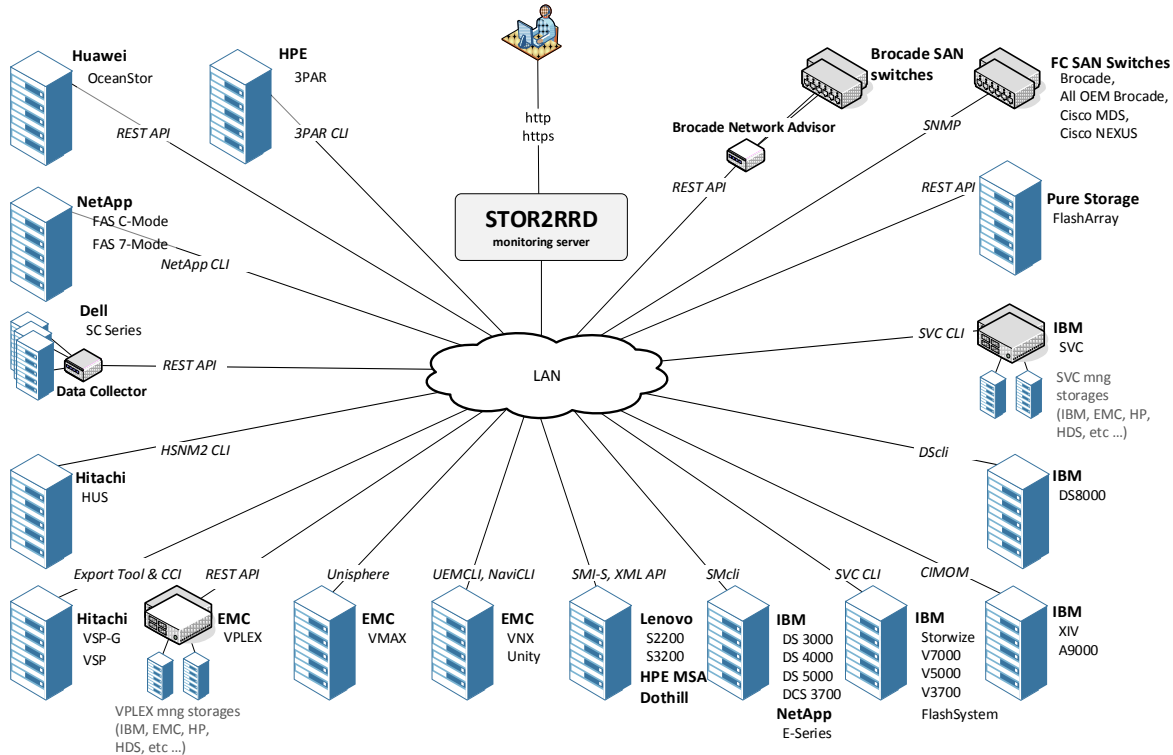 Huawei
OceanStor
REST API
HPE
3PAR
3PAR CLI
http
https
Brocade SAN
switches
Brocade Network Advisor
REST API
FC SAN Switches
Brocade,
All OEM Brocade,
Cisco MDS,
Cisco NEXUS
SNMP
NetApp
FAS C-Mode
FAS 7-Mode
NetApp CLI
STOR2RRD
monitoring server
REST API
Pure Storage
FlashArray
Dell
SC Series
Data Collector
REST API
LAN
SVC CLI
IBM
SVC
SVC mng
storages
(IBM, EMC, HP,
HDS, etc ...)
HSNM2 CLI
Hitachi
HUS
DScli
IBM
DS8000
Export Tool & CCI
REST API
Unisphere
UEMCLI, NaviCLI
SMI-S, XML API
SMcli
SVC CLI
CIMOM
Hitachi
VSP-G
VSP
EMC
VPLEX
VPLEX mng storages
(IBM, EMC, HP,
HDS, etc ...)
EMC
VMAX
EMC
VNX
Unity
Lenovo
S2200
S3200
HPE MSA
Dothill
IBM
DS 3000
DS 4000
DS 5000
DCS 3700
NetApp
E-Series
IBM
Storwize
V7000
V5000
V3700
FlashSystem
IBM
XIV
A9000